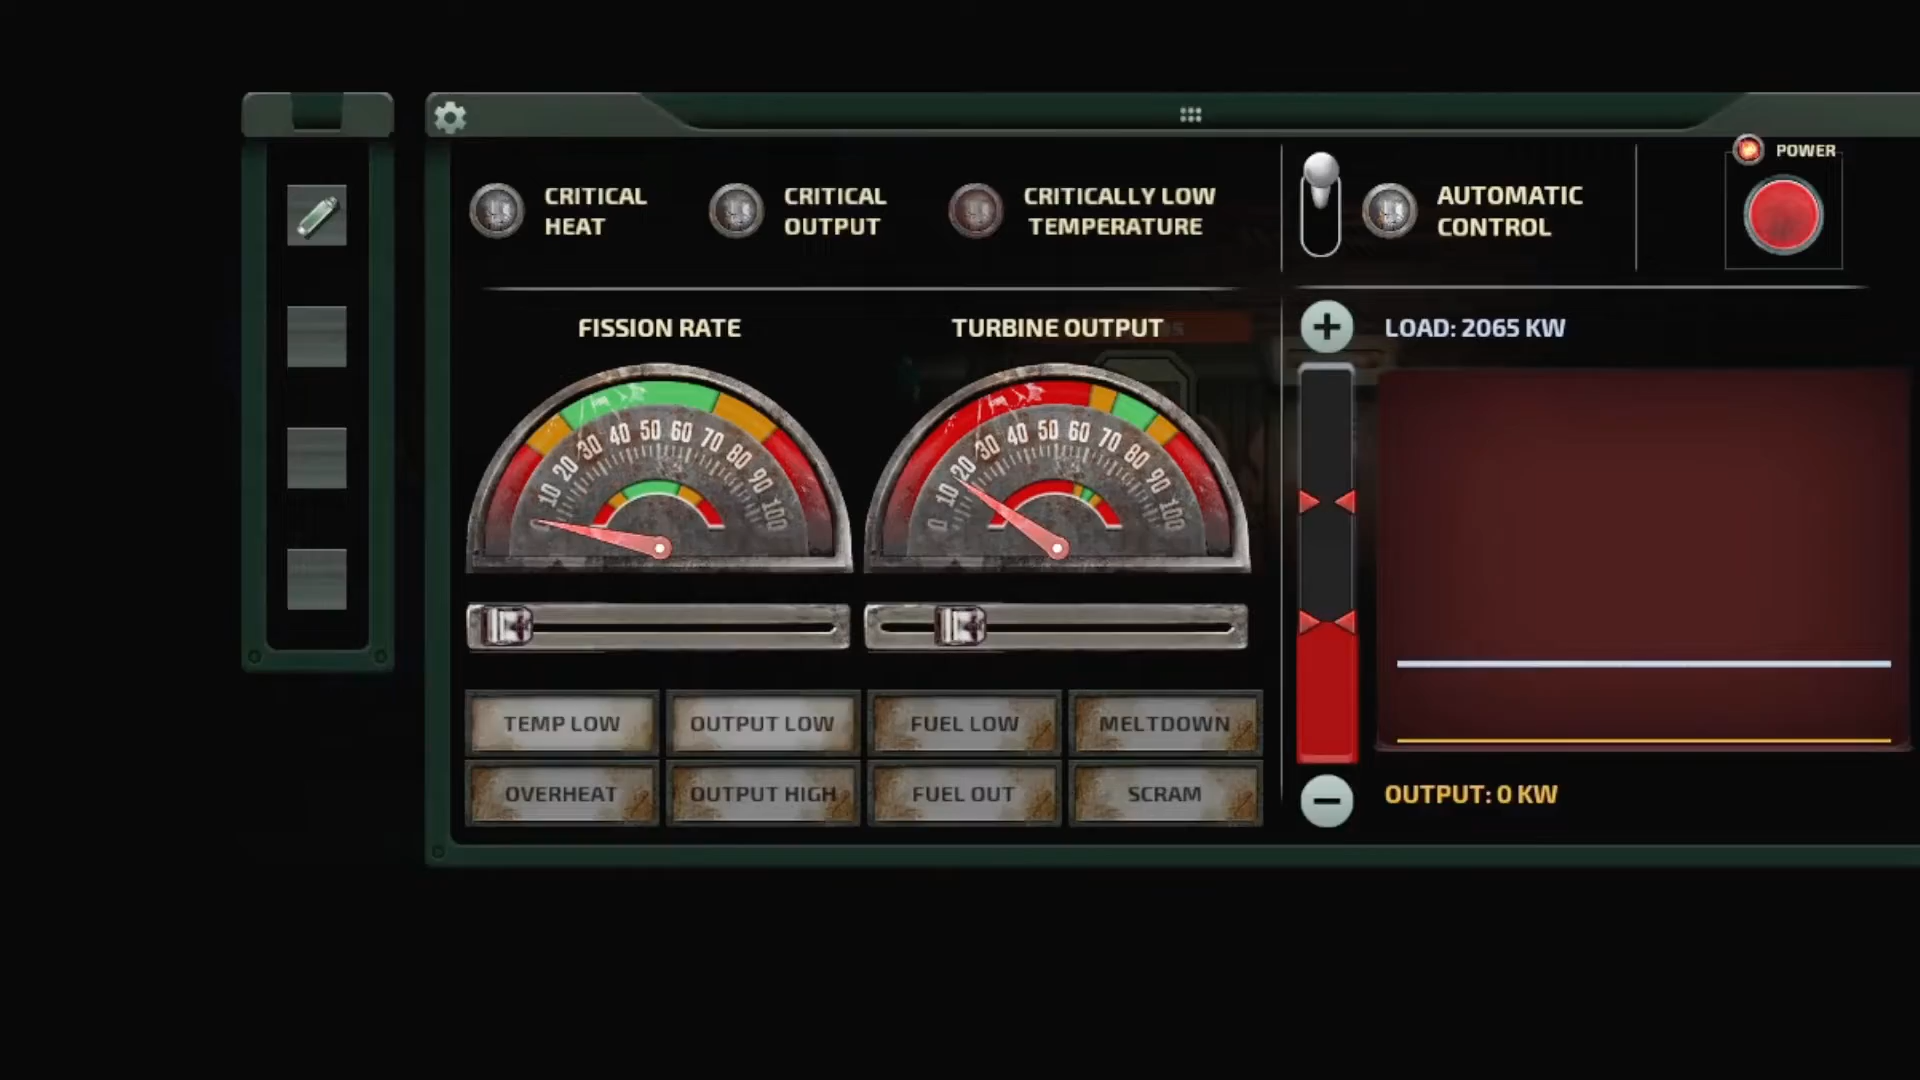 POWER
CRITICAL
HEAT
CRITICAL
OUTPUT
CRITICALLY LOW
TEMPERATURE
AUTOMATIC
CONTROL
FISSION RATE
TURBINE OUTPUT
LOAD: 2065 KW
0 10 20 30 40 50 60 70 80 90 100
0 10 20 30 40 50 60 70 80 90 100
TEMP LOW
OUTPUT LOW
FUEL LOW
MELTDOWN
OVERHEAT
OUTPUT HIGH
FUEL OUT
SCRAM
OUTPUT: 0 KW